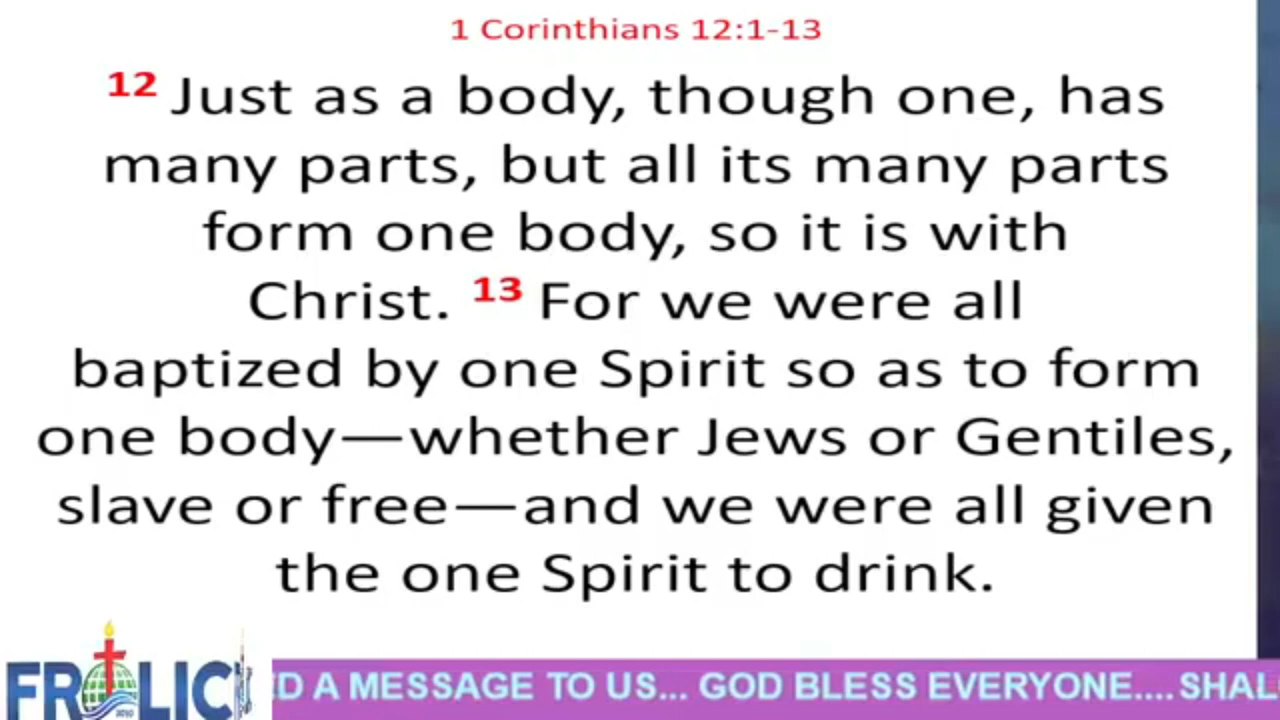 1 Corinthians 12:1-13
12 Just as a body, though one, has
many parts, but all its many parts
form one body, so it is with
Christ. 13 For we were all
baptized by one Spirit so as to form
one body—whether Jews or Gentiles,
slave or free—and we were all given
the one Spirit to drink.
FROLIC
A MESSAGE TO US... GOD BLESS EVERYONE....